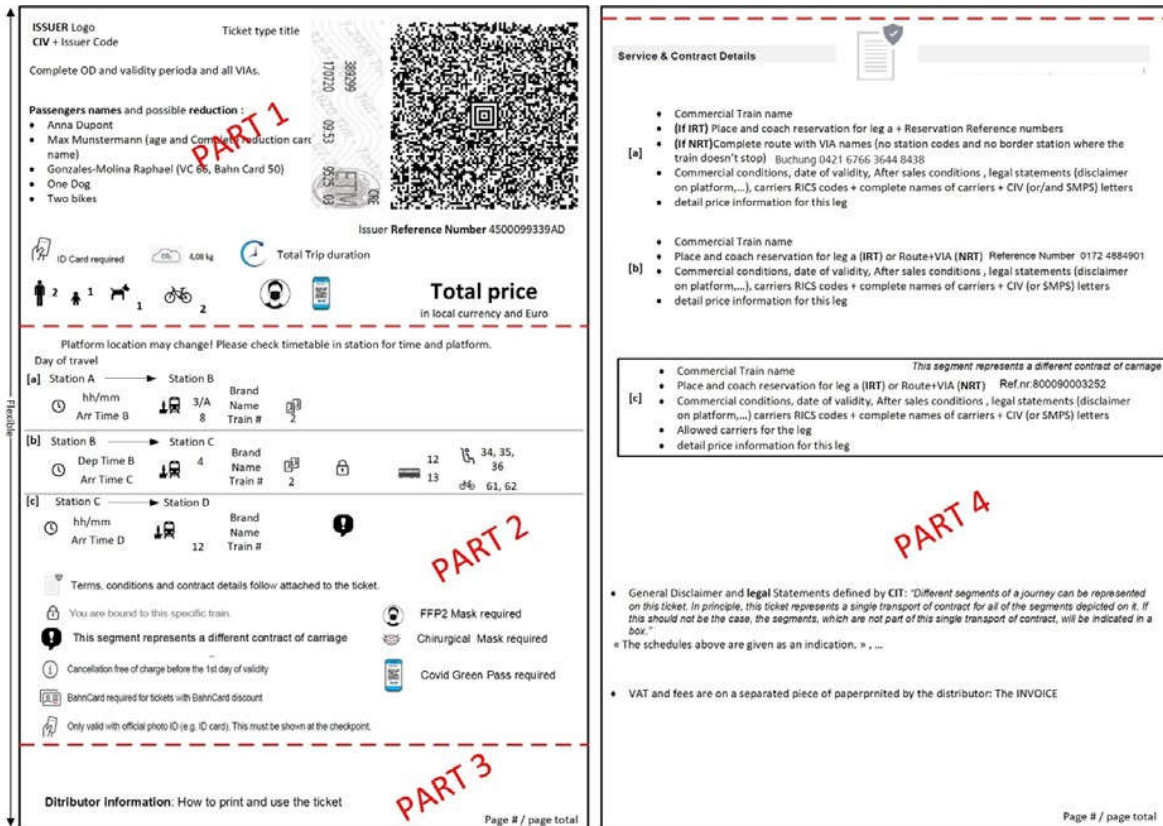 ISSUER Logo
CIV + Issuer Code
Ticket type title
Complete OD and validity perioda and all VIAs.
Passengers names and possible reduction :
• Anna Dupont
• Max Munstermann (age and Complete reduction card name)
• Gonzales-Molina Raphael (VC 66, Bahn Card 50)
• One Dog
• Two bikes
PART 1
389299
170720
09:53
9525 03
Issuer Reference Number 4500099339AD
ID Card required
4,08 kg
Total Trip duration
2
1
1
2
Total price
in local currency and Euro
Flexible
Platform location may change! Please check timetable in station for time and platform.
Day of travel
[a] Station A Station B
hh/mm
Arr Time B
3/A
8
Brand
Name
Train #
2
[b] Station B Station C
Dep Time B
Arr Time C
4
Brand
Name
Train #
2
12
13
34, 35,
36
61, 62
[c] Station C Station D
hh/mm
Arr Time D
12
Brand
Name
Train #
PART 2
Terms, conditions and contract details follow attached to the ticket.
You are bound to this specific train.
This segment represents a different contract of carriage
Cancellation free of charge before the 1st day of validity
BahnCard required for tickets with BahnCard discount
Only valid with official photo ID (e.g. ID card). This must be shown at the checkpoint.
FFP2 Mask required
Chirurgical Mask required
Covid Green Pass required
PART 3
Ditributor information: How to print and use the ticket
Page # / page total
Service & Contract Details
[a]
• Commercial Train name
• (If IRT) Place and coach reservation for leg a + Reservation Reference numbers
• (If NRT)Complete route with VIA names (no station codes and no border station where the
train doesn't stop) Buchung 0421 6766 3644 8438
• Commercial conditions, date of validity, After sales conditions , legal statements (disclaimer
on platform,...), carriers RICS codes + complete names of carriers + CIV (or/and SMPS) letters
• detail price information for this leg
[b]
• Commercial Train name
• Place and coach reservation for leg a (IRT) or Route+VIA (NRT) Reference Number 0172 4884901
• Commercial conditions, date of validity, After sales conditions , legal statements (disclaimer
on platform,...), carriers RICS codes + complete names of carriers + CIV (or SMPS) letters
• detail price information for this leg
This segment represents a different contract of carriage
[c]
• Commercial Train name
• Place and coach reservation for leg a (IRT) or Route+VIA (NRT) Ref.nr.800090003252
• Commercial conditions, date of validity, After sales conditions , legal statements (disclaimer
on platform,...) carriers RICS codes + complete names of carriers + CIV (or SMPS) letters
• Allowed carriers for the leg
• detail price information for this leg
PART 4
• General Disclaimer and legal Statements defined by CIT: "Different segments of a journey can be represented
on this ticket. In principle, this ticket represents a single transport of contract for all of the segments depicted on it. If
this should not be the case, the segments, which are not part of this single transport of contract, will be indicated in a
box."
« The schedules above are given as an indication. » , ...
• VAT and fees are on a separated piece of paperprnited by the distributor: The INVOICE
Page # / page total